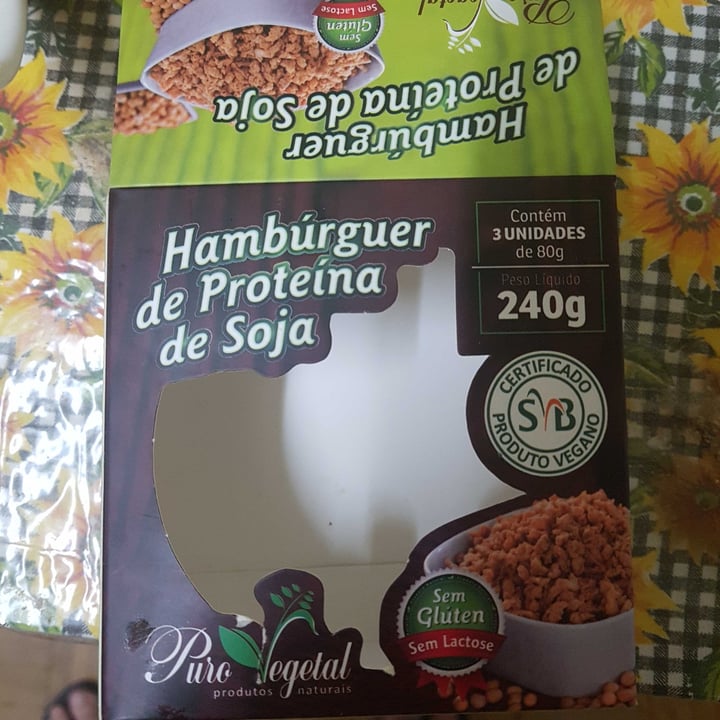 Sem Lactose
Sem
Glúten
Vegetal
Hambúrguer
de Proteína de Soja
Hambúrguer
de Proteína
de Soja
Contém
3 UNIDADES
de 80g
Peso Líquido
240g
CERTIFICADO
SVB
PRODUTO VEGANO
Sem
Glúten
Sem Lactose
Puro Vegetal
produtos naturais